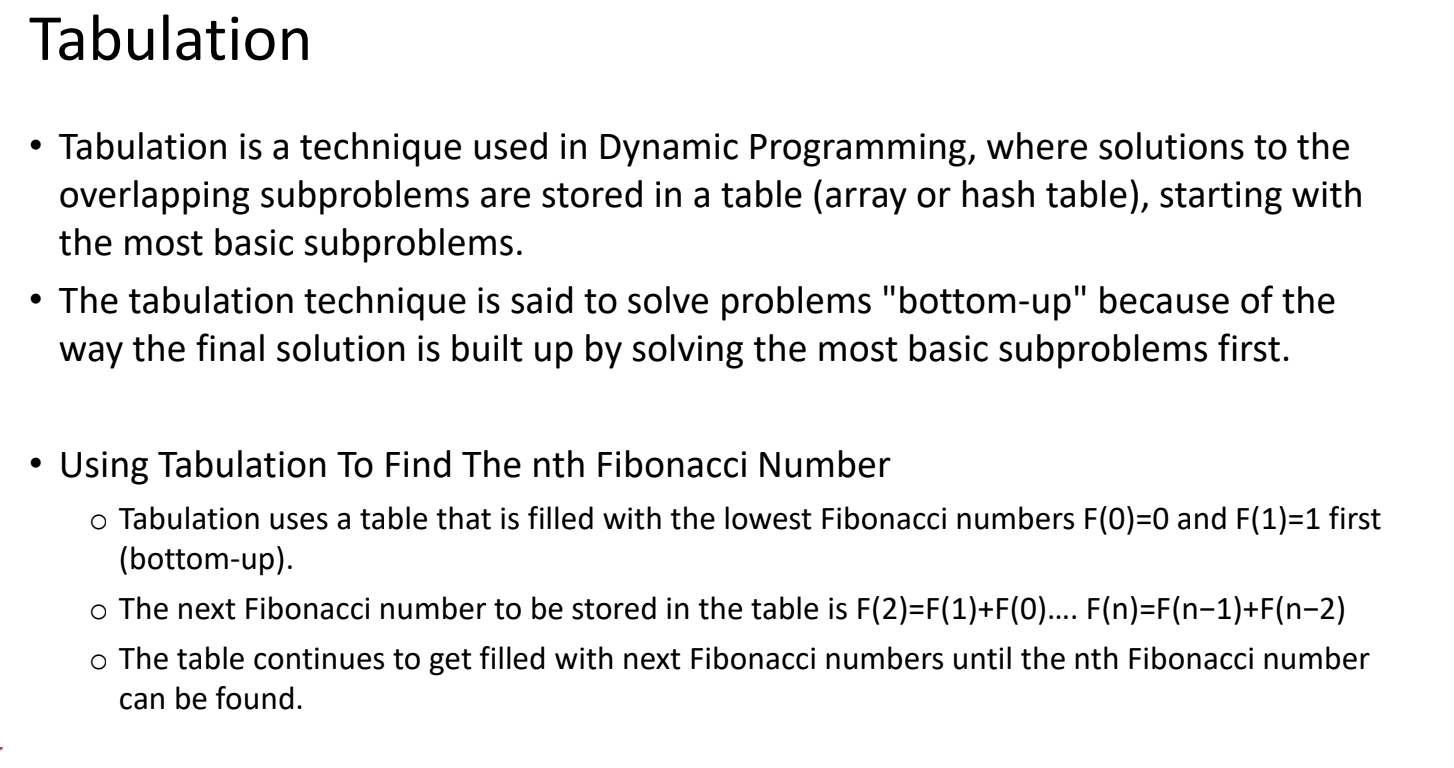 Tabulation
• Tabulation is a technique used in Dynamic Programming, where solutions to the
overlapping subproblems are stored in a table (array or hash table), starting with
the most basic subproblems.
• The tabulation technique is said to solve problems "bottom-up" because of the
way the final solution is built up by solving the most basic subproblems first.
• Using Tabulation To Find The nth Fibonacci Number
○ Tabulation uses a table that is filled with the lowest Fibonacci numbers F(0)=0 and F(1)=1 first
(bottom-up).
○ The next Fibonacci number to be stored in the table is F(2)=F(1)+F(0).... F(n)=F(n−1)+F(n−2)
○ The table continues to get filled with next Fibonacci numbers until the nth Fibonacci number
can be found.